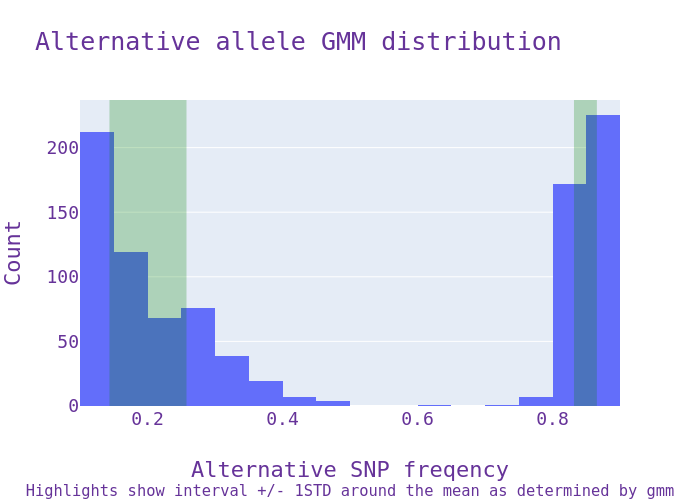 Alternative allele GMM distribution
Count
200
150
100
50
0
0.2
0.4
0.6
0.8
Alternative SNP freqency
Highlights show interval +/- 1STD around the mean as determined by gmm